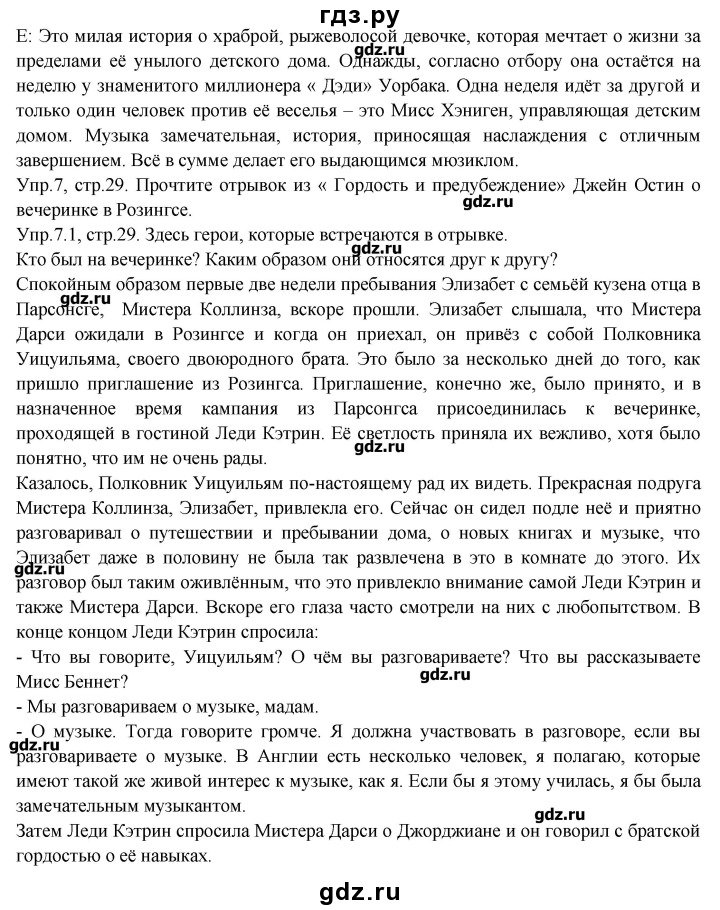 гдз.ру
Е: Это милая история о храброй, рыжеволосой девочке, которая мечтает о жизни за
gdz.ru
пределами её унылого детского дома. Однажды, согласно отбору она остаётся на
неделю у знаменитого миллионера « Дэди» Уорбака. Одна неделя идёт за другой и
только один человек против её веселья – это Мисс Хэниген, управляющая детским
домом. Музыка замечательная, история, приносящая наслаждения с отличным
завершением. Всё в сумме делает его выдающимся мюзиклом.
Упр.7, стр.29. Прочтите отрывок из « Гордость и предубеждение» Джейн Остин о
gdz.ru
вечеринке в Розингсе.
Упр.7.1, стр.29. Здесь герои, которые встречаются в отрывке.
gdz.ru
Кто был на вечеринке? Каким образом они относятся друг к другу?
Спокойным образом первые две недели пребывания Элизабет с семьёй кузена отца в
gdz.ru
Парсонсге, Мистера Коллинза, вскоре прошли. Элизабет слышала, что Мистера
Дарси ожидали в Розингсе и когда он приехал, он привёз с собой Полковника
Уицуильяма, своего двоюродного брата. Это было за несколько дней до того, как
пришло приглашение из Розингса. Приглашение, конечно же, было принято, и в
назначенное время кампания из Парсонгса присоединилась к вечеринке,
проходящей в гостиной Леди Кэтрин. Её светлость приняла их вежливо, хотя было
gdz.ru
понятно, что им не очень рады.
Казалось, Полковник Уицуильям по-настоящему рад их видеть. Прекрасная подруга
Мистера Коллинза, Элизабет, привлекла его. Сейчас он сидел подле неё и приятно
разговаривал о путешествии и пребывании дома, о новых книгах и музыке, что
Элизабет даже в половину не была так развлечена в это в комнате до этого. Их
gdz.ru
разговор был таким оживлённым, что это привлекло внимание самой Леди Кэтрин и
также Мистера Дарси. Вскоре его глаза часто смотрели на них с любопытством. В
конце концом Леди Кэтрин спросила:
- Что вы говорите, Уицуильям? О чём вы разговариваете? Что вы рассказываете
gdz.ru
Мисс Беннет?
- Мы разговариваем о музыке, мадам.
- О музыке. Тогда говорите громче. Я должна участвовать в разговоре, если вы
gdz.ru
разговариваете о музыке. В Англии есть несколько человек, я полагаю, которые
имеют такой же живой интерес к музыке, как я. Если бы я этому училась, я бы была
замечательным музыкантом.
gdz.ru
Затем Леди Кэтрин спросила Мистера Дарси о Джорджиане и он говорил с братской
гордостью о её навыках.
gdz.ru